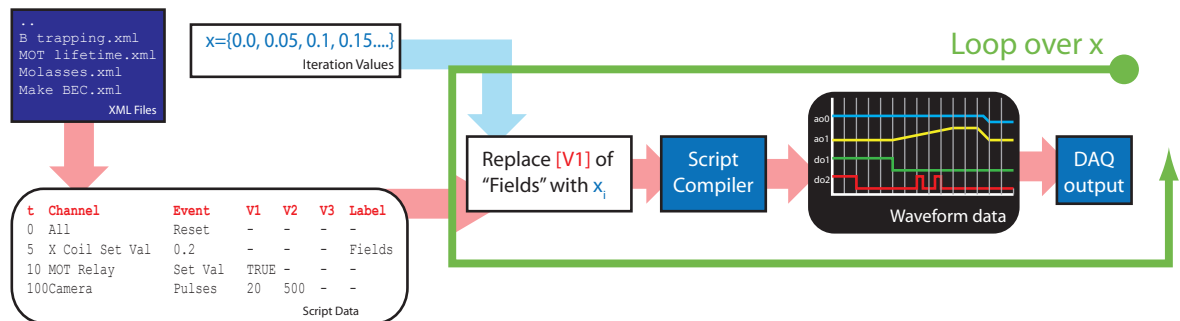 ..
B trapping.xml
MOT lifetime.xml
Molasses.xml
Make BEC.xml
XML Files
x={0.0, 0.05, 0.1, 0.15....}
Iteration Values
Loop over x
Replace [V1] of
“Fields” with xi
Script
Compiler
ao0
ao1
do1
do2
Waveform data
DAQ
output
t Channel Event V1 V2 V3 Label
0 All Reset - - - -
5 X Coil Set Val 0.2 - - - Fields
10 MOT Relay Set Val TRUE - - -
100Camera Pulses 20 500 - -
Script Data